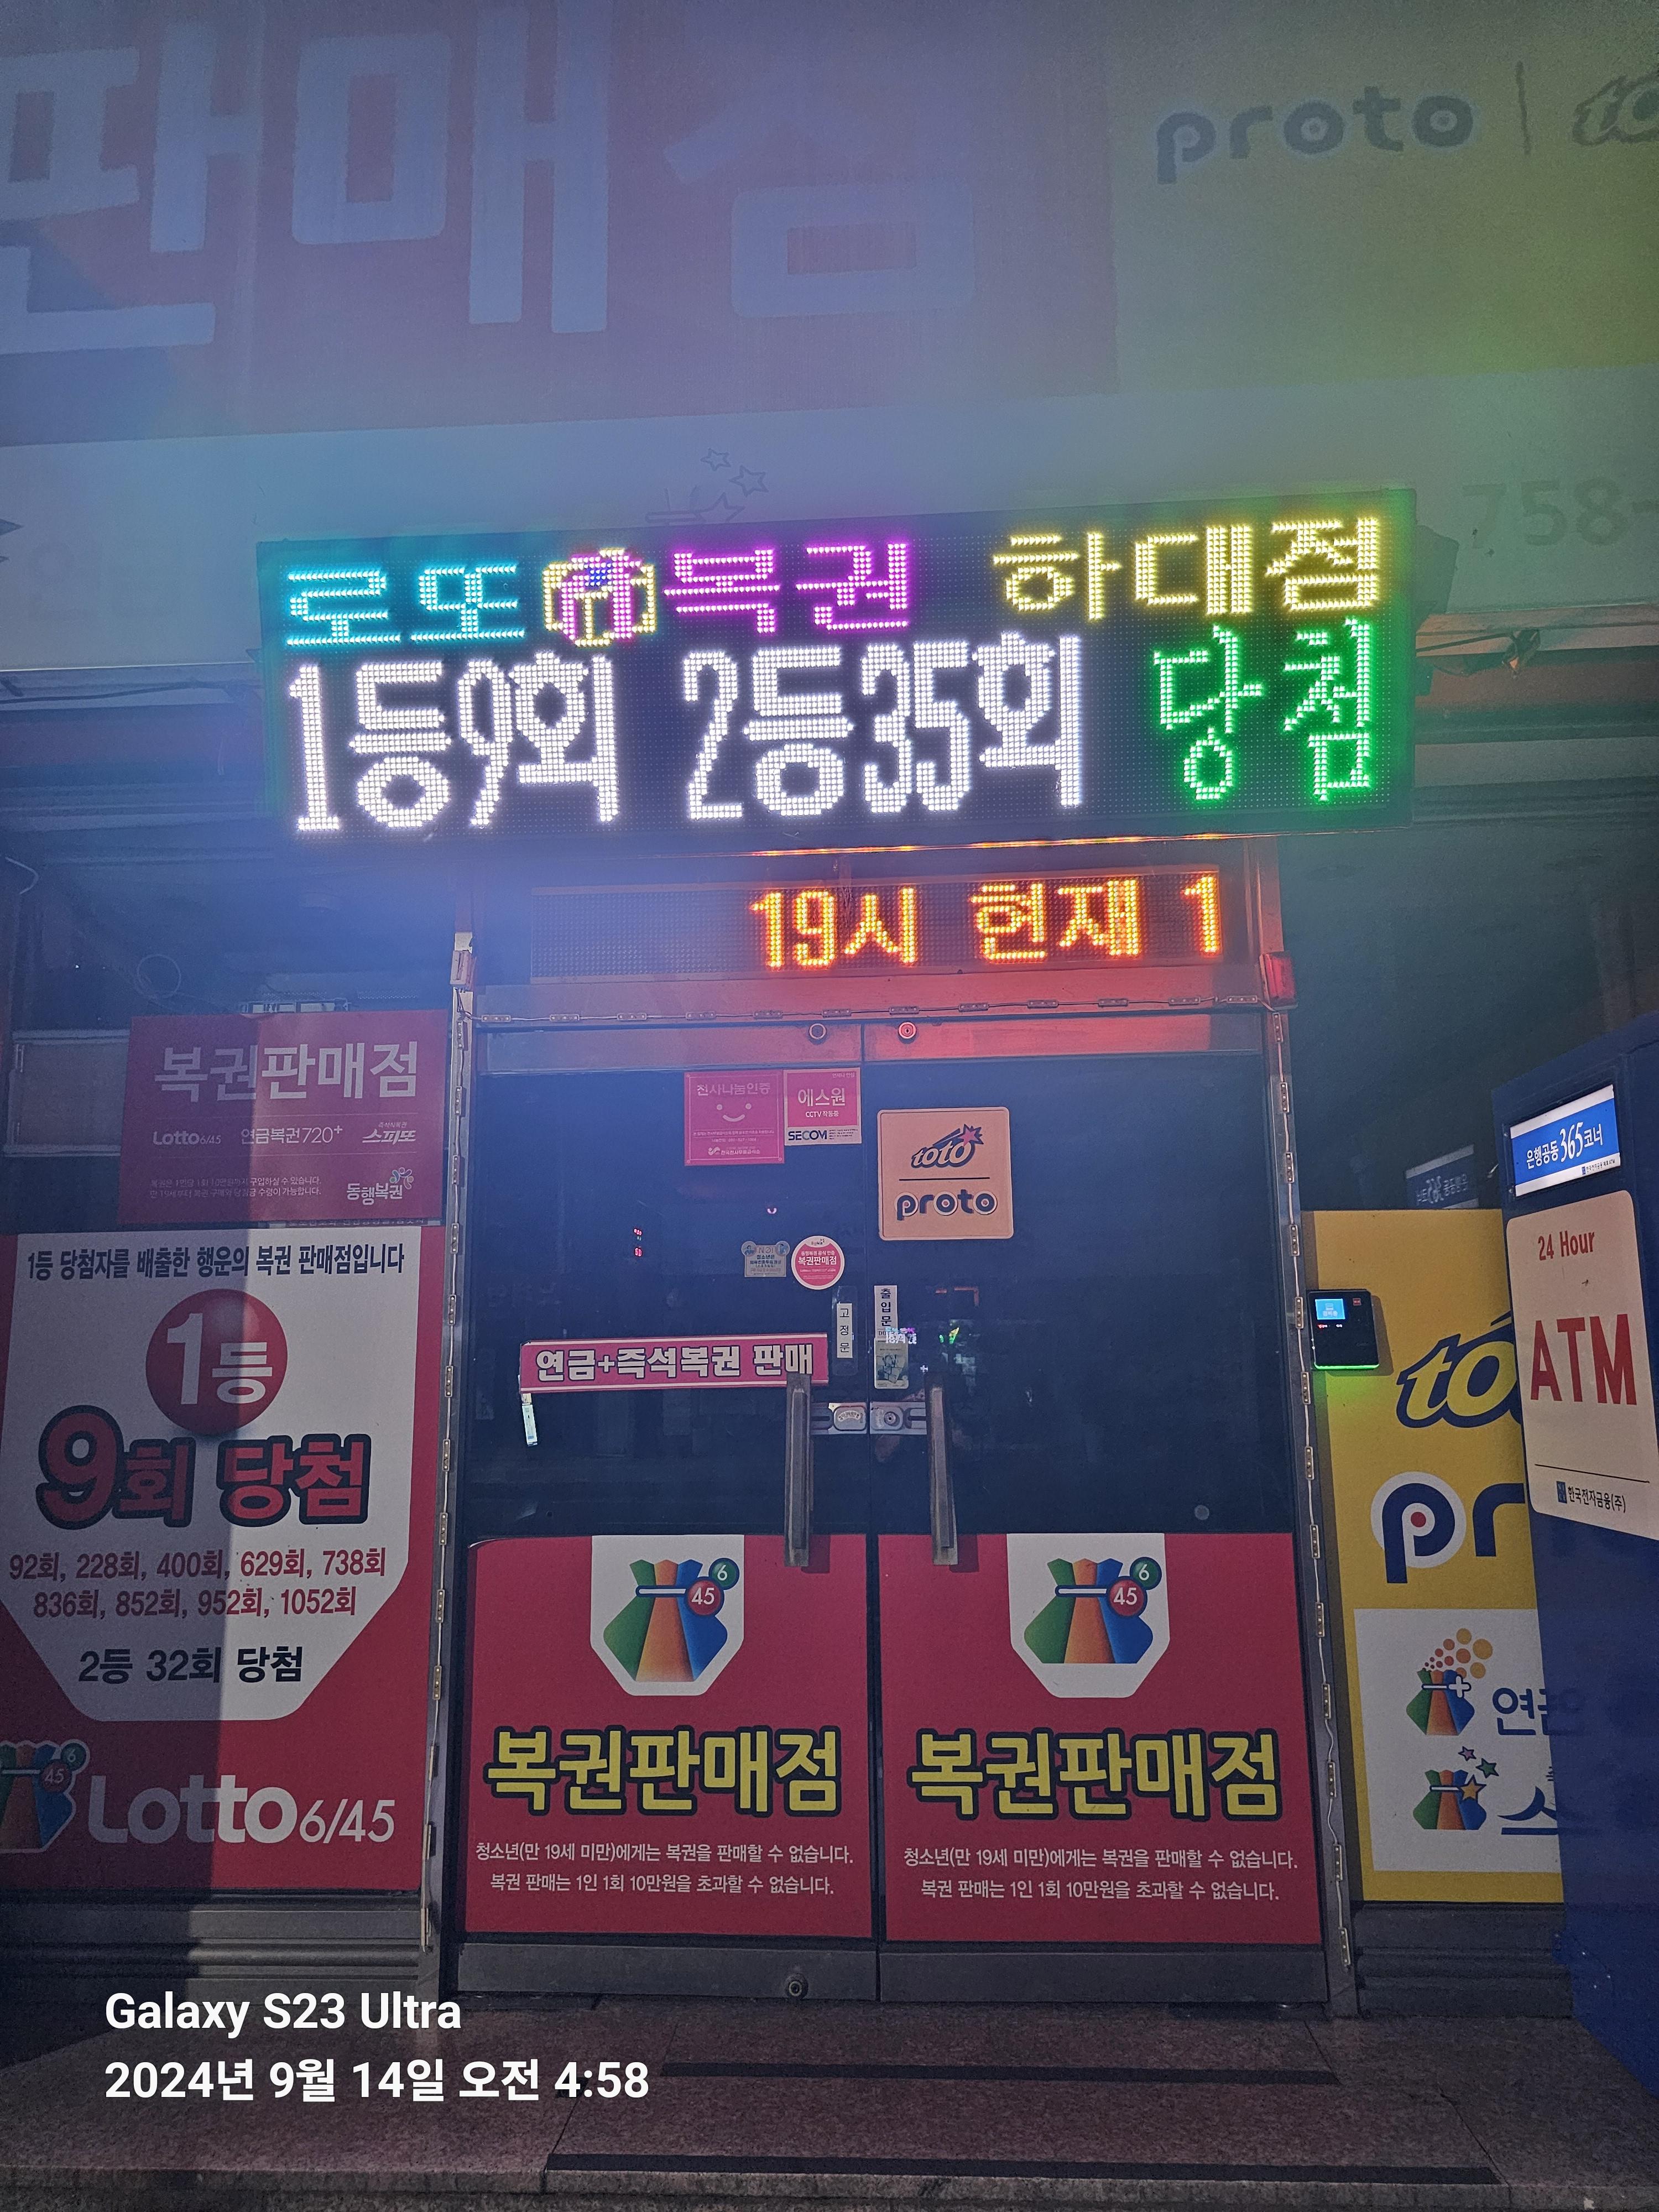 판매점
proto
758-
로또 복권 하대점
1등9회 2등35회 당첨
19시 현재 1
복권판매점
Lotto6/45 연금복권720+ 스피또
동행복권
1등 당첨자를 배출한 행운의 복권 판매점입니다
1등
9회 당첨
92회, 228회, 400회, 629회, 738회
836회, 852회, 952회, 1052회
2등 32회 당첨
6
45
Lotto6/45
천사나눔인증
에스원
CCTV 작동중
SECOM
toto
proto
복권판매점
고정문
출입문
연금+즉석복권 판매
6
45
복권판매점
청소년(만 19세 미만)에게는 복권을 판매할 수 없습니다.
복권 판매는 1인 1회 10만원을 초과할 수 없습니다.
6
45
복권판매점
청소년(만 19세 미만)에게는 복권을 판매할 수 없습니다.
복권 판매는 1인 1회 10만원을 초과할 수 없습니다.
은행공동 365코너
24 Hour
ATM
한국전자금융(주)
Galaxy S23 Ultra
2024년 9월 14일 오전 4:58